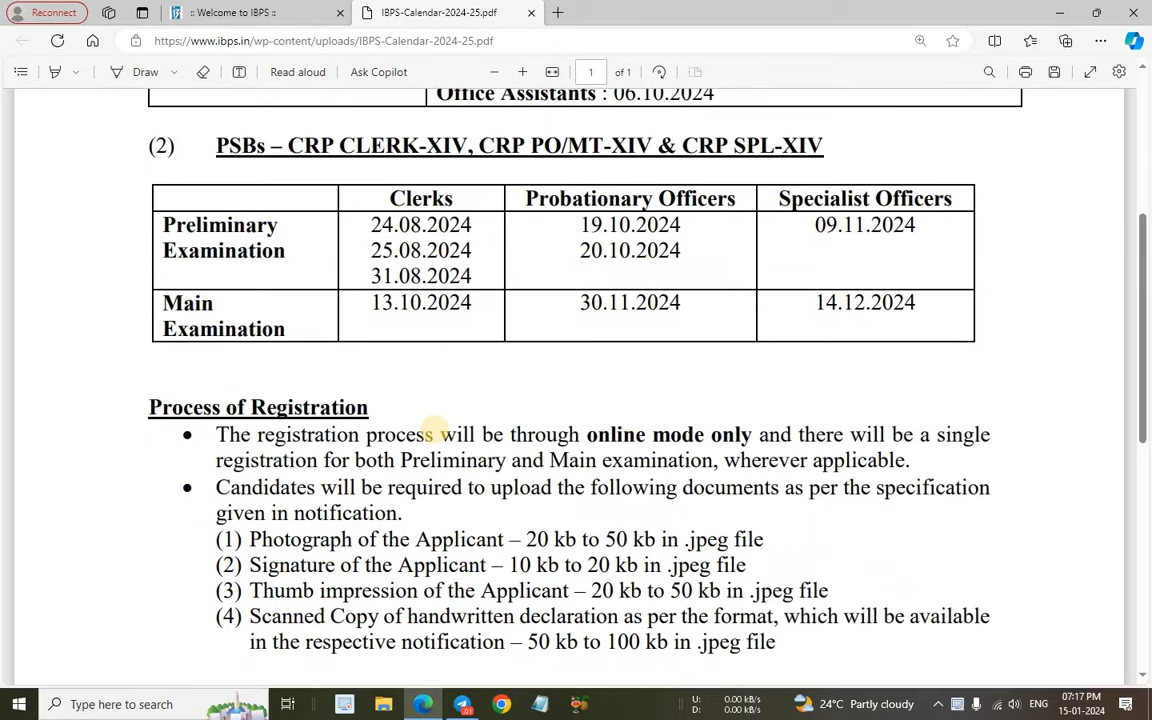 Reconnect
:: Welcome to IBPS ::
IBPS-Calendar-2024-25.pdf
https://www.ibps.in/wp-content/uploads/IBPS-Calendar-2024-25.pdf
Draw
Read aloud
Ask Copilot
1
of 1
Office Assistants : 06.10.2024
(2) PSBs – CRP CLERK-XIV, CRP PO/MT-XIV & CRP SPL-XIV
Clerks Probationary Officers Specialist Officers
Preliminary 24.08.2024 19.10.2024 09.11.2024
Examination 25.08.2024 20.10.2024
31.08.2024
Main 13.10.2024 30.11.2024 14.12.2024
Examination
Process of Registration
• The registration process will be through online mode only and there will be a single
registration for both Preliminary and Main examination, wherever applicable.
• Candidates will be required to upload the following documents as per the specification
given in notification.
(1) Photograph of the Applicant – 20 kb to 50 kb in .jpeg file
(2) Signature of the Applicant – 10 kb to 20 kb in .jpeg file
(3) Thumb impression of the Applicant – 20 kb to 50 kb in .jpeg file
(4) Scanned Copy of handwritten declaration as per the format, which will be available
in the respective notification – 50 kb to 100 kb in .jpeg file
Type here to search
U: 0.00 kB/s
D: 0.00 kB/s
24°C Partly cloudy
ENG
07:17 PM
15-01-2024